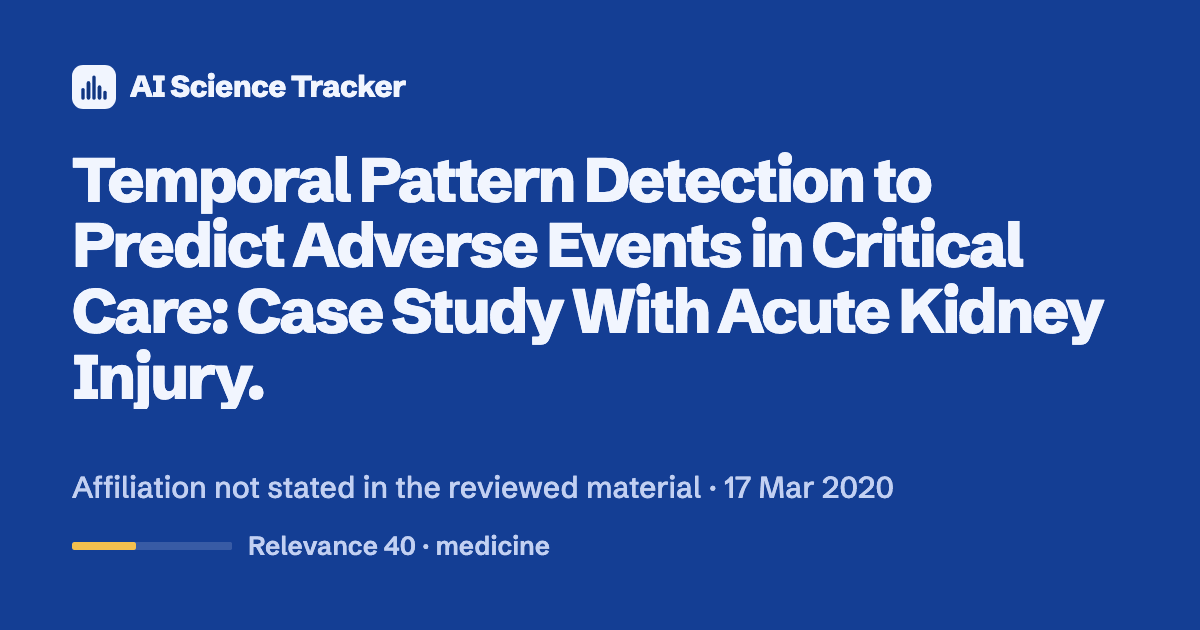 AI Science Tracker
Temporal Pattern Detection to
Predict Adverse Events in Critical
Care: Case Study With Acute Kidney
Injury.
Affiliation not stated in the reviewed material · 17 Mar 2020
Relevance 40 · medicine